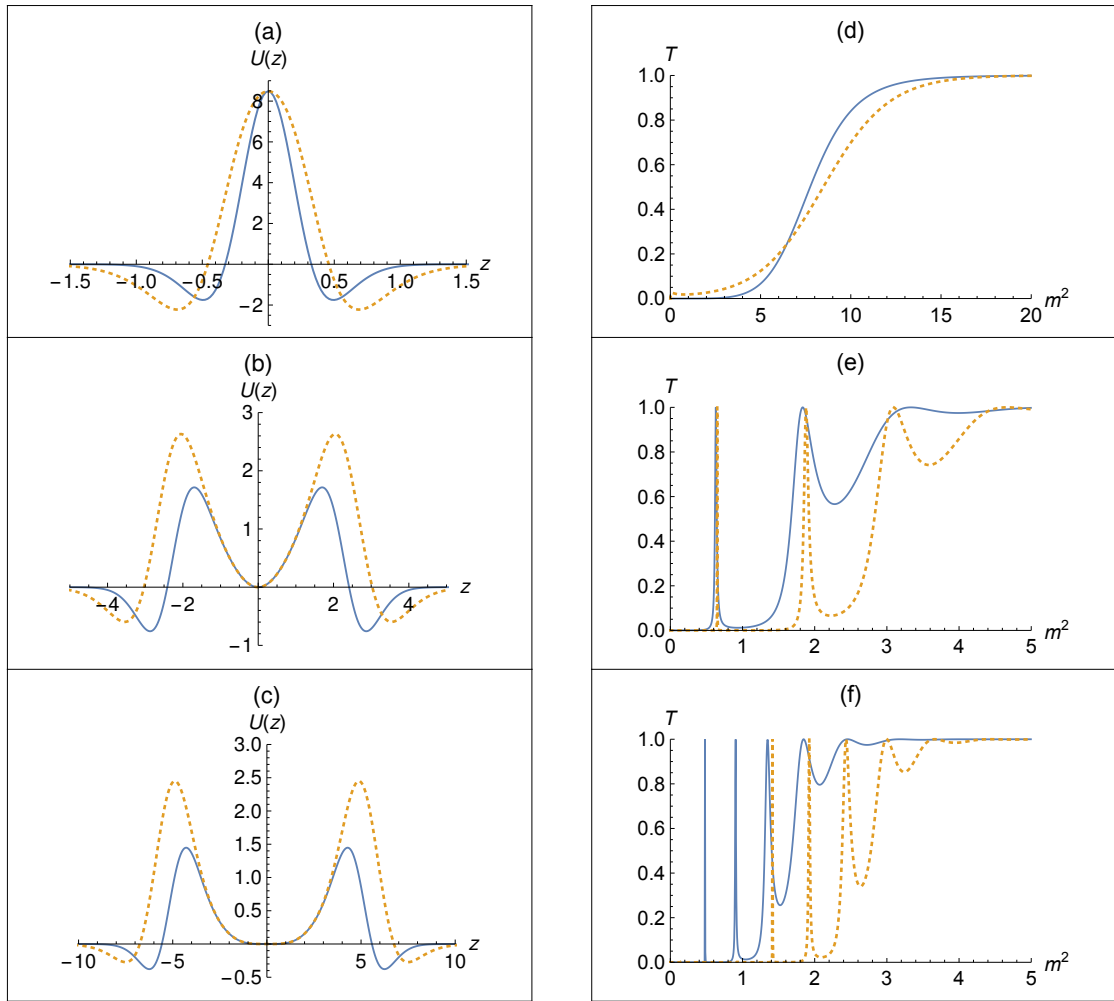 (a)
U(z)
8
6
4
2
−2
−1.5 −1.0 −0.5 0.5 1.0 1.5 z
(b)
U(z)
3
2
1
−1
−4 −2 2 4 z
(c)
U(z)
3.0
2.5
2.0
1.5
1.0
0.5
−0.5
−10 −5 5 10 z
(d)
T
1.0
0.8
0.6
0.4
0.2
0.0
0 5 10 15 20 m²
(e)
T
1.0
0.8
0.6
0.4
0.2
0.0
0 1 2 3 4 5 m²
(f)
T
1.0
0.8
0.6
0.4
0.2
0.0
0 1 2 3 4 5 m²